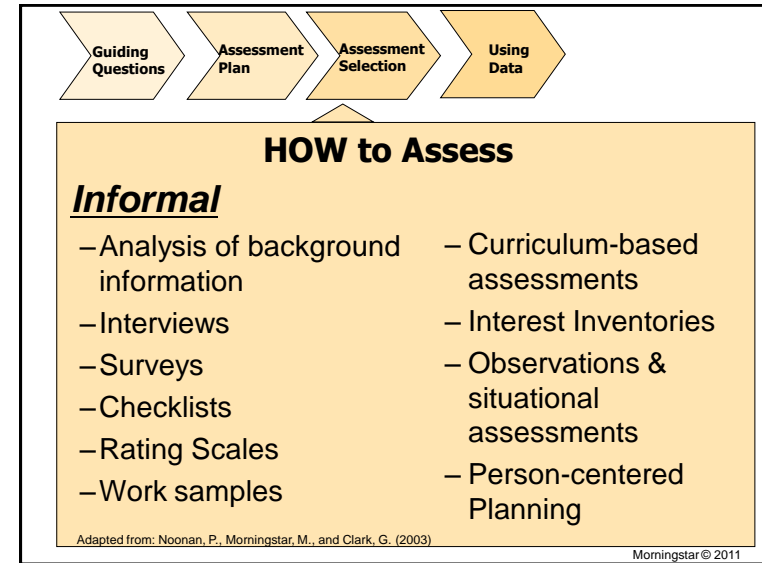 Guiding
Questions
Assessment
Plan
Assessment
Selection
Using
Data
HOW to Assess
Informal
–Analysis of background
information
–Interviews
–Surveys
–Checklists
–Rating Scales
–Work samples
– Curriculum-based
assessments
– Interest Inventories
– Observations &
situational
assessments
– Person-centered
Planning
Adapted from: Noonan, P., Morningstar, M., and Clark, G. (2003)
Morningstar © 2011